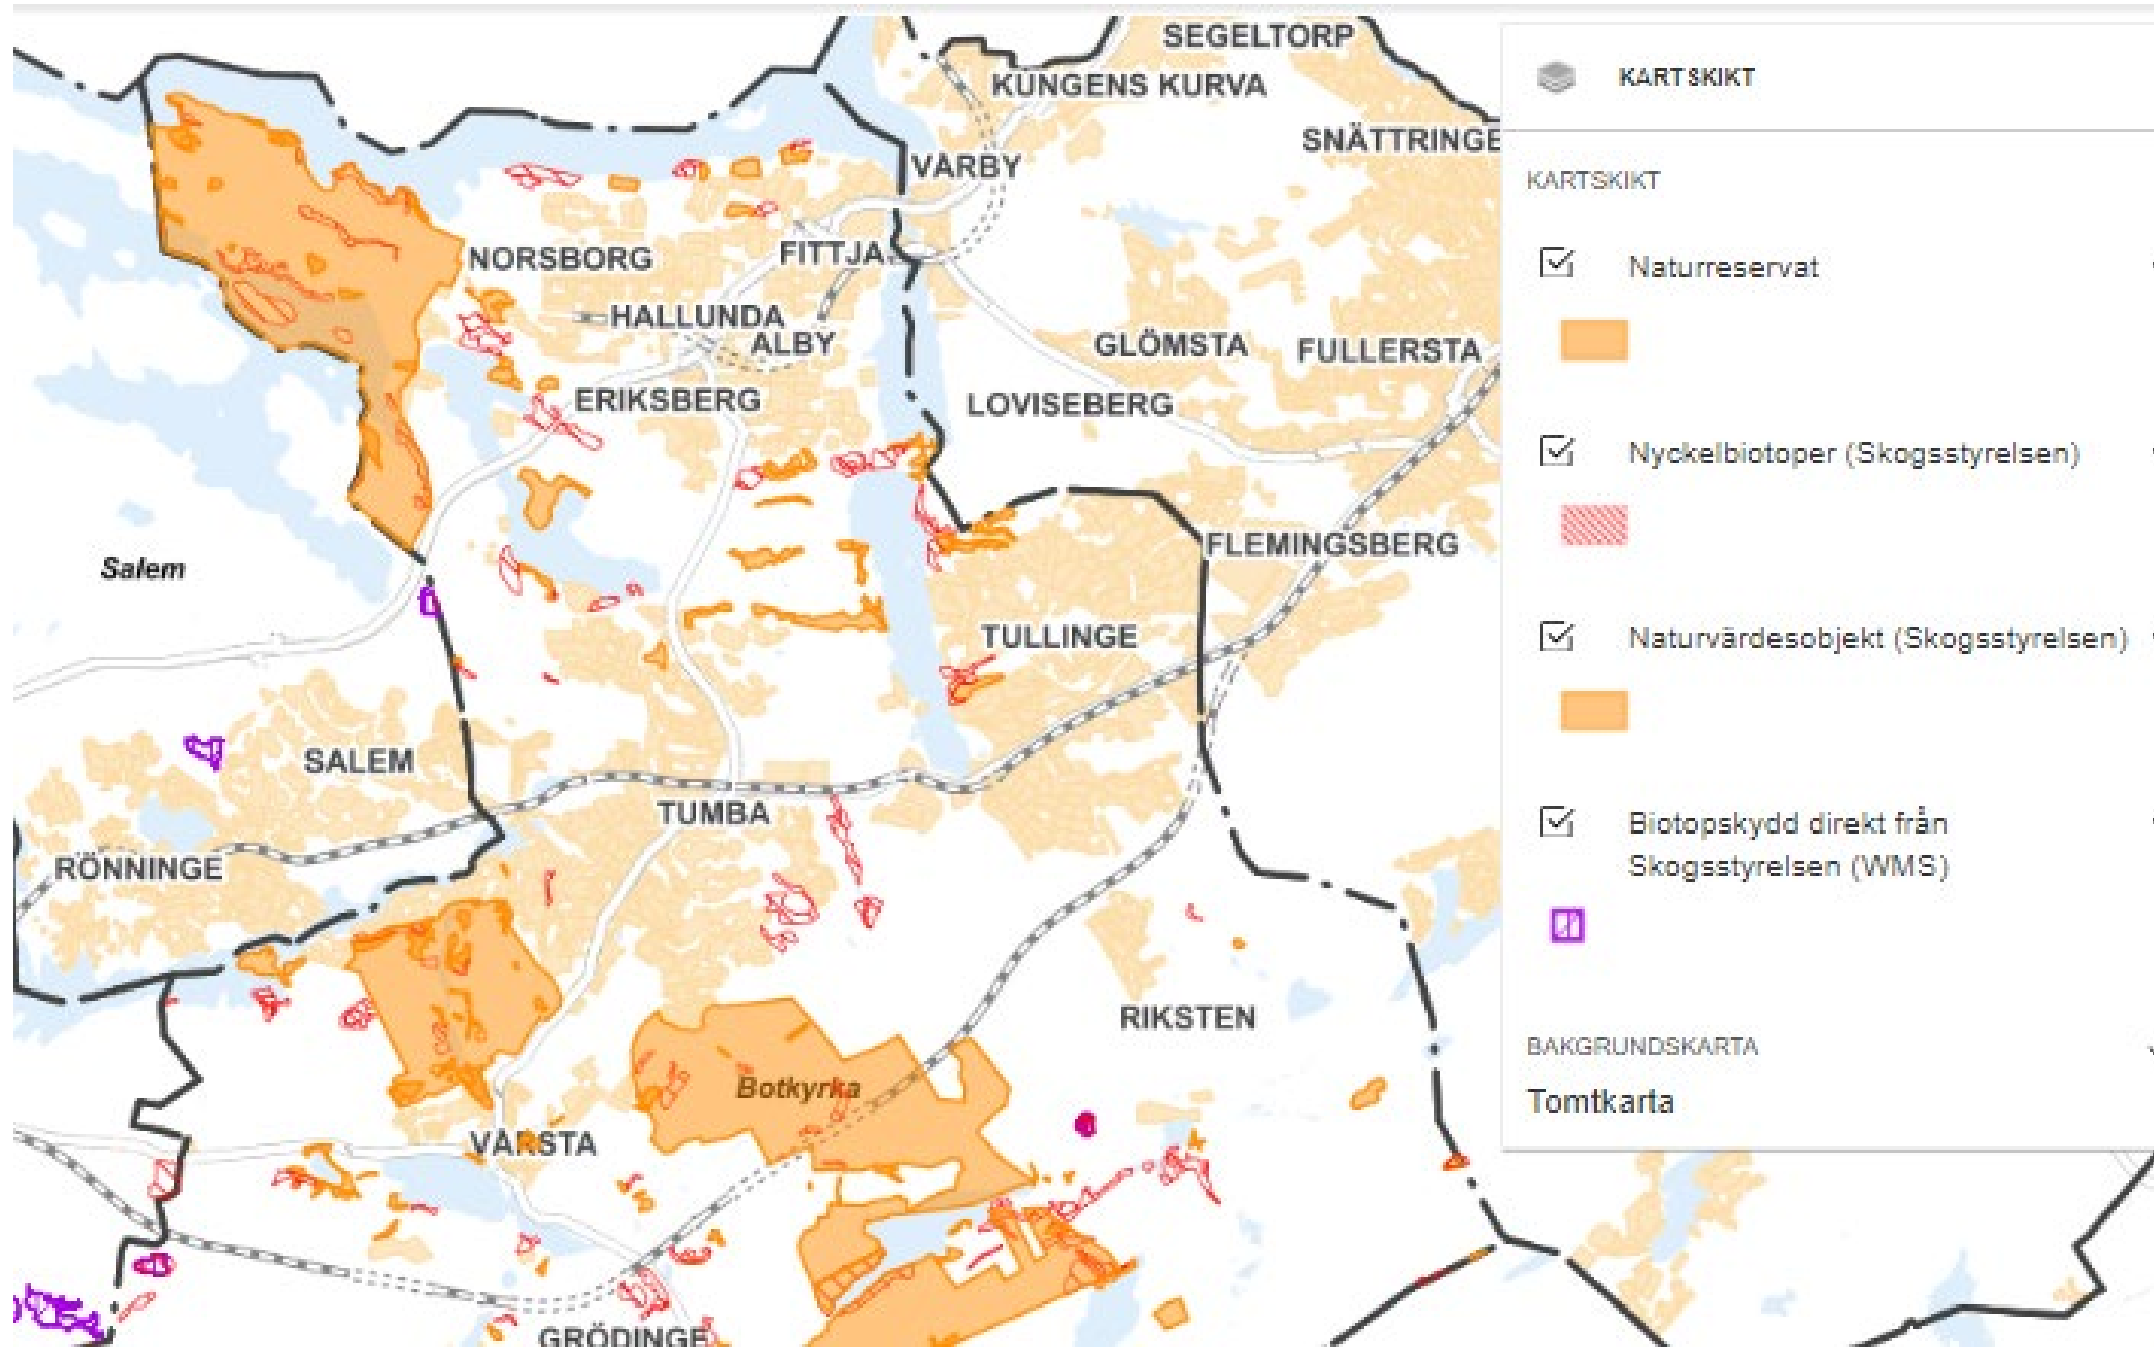 SEGELTORP
KUNGENS KURVA
SNÄTTRINGE
VÅRBY
NORSBORG
FITTJA
HALLUNDA
ALBY
GLÖMSTA
FULLERSTA
ERIKSBERG
LOVISEBERG
FLEMINGSBERG
Salem
TULLINGE
SALEM
TUMBA
RÖNNINGE
RIKSTEN
Botkyrka
VÅRSTA
GRÖDINGE
KARTSKIKT
KARTSKIKT
Naturreservat
Nyckelbiotoper (Skogsstyrelsen)
Naturvärdesobjekt (Skogsstyrelsen)
Biotopskydd direkt från
Skogsstyrelsen (WMS)
BAKGRUNDSKARTA
Tomtkarta